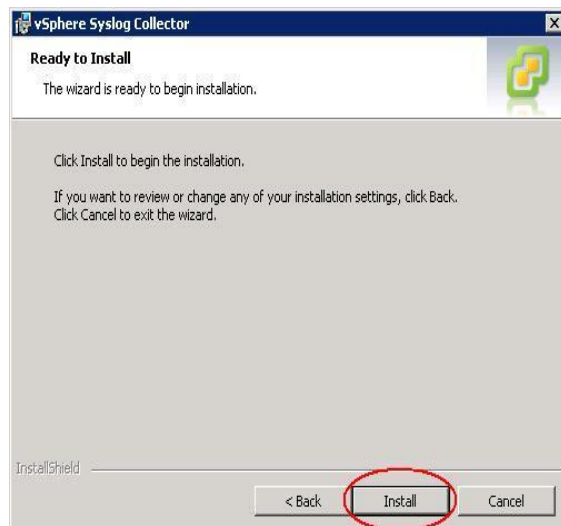 vSphere Syslog Collector
Ready to Install
The wizard is ready to begin installation.
Click Install to begin the installation.
If you want to review or change any of your installation settings, click Back.
Click Cancel to exit the wizard.
InstallShield
< Back Install Cancel